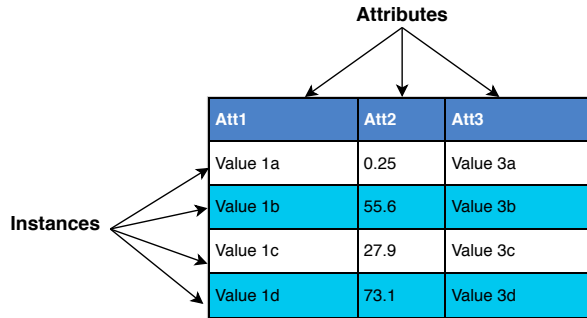 Attributes
Att1 Att2 Att3
Value 1a 0.25 Value 3a
Value 1b 55.6 Value 3b
Instances
Value 1c 27.9 Value 3c
Value 1d 73.1 Value 3d